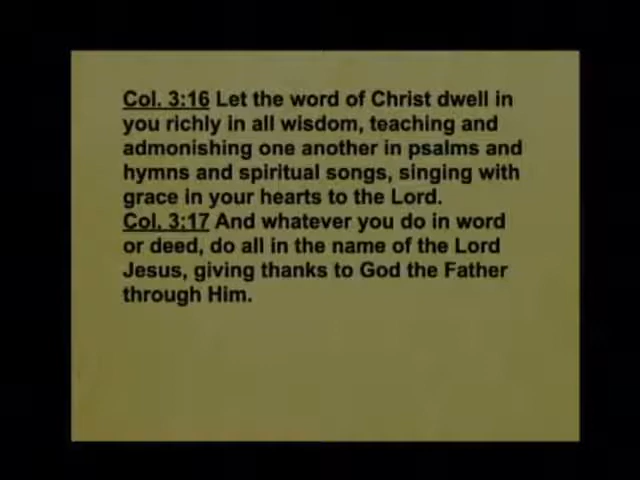 Col. 3:16 Let the word of Christ dwell in
you richly in all wisdom, teaching and
admonishing one another in psalms and
hymns and spiritual songs, singing with
grace in your hearts to the Lord.
Col. 3:17 And whatever you do in word
or deed, do all in the name of the Lord
Jesus, giving thanks to God the Father
through Him.